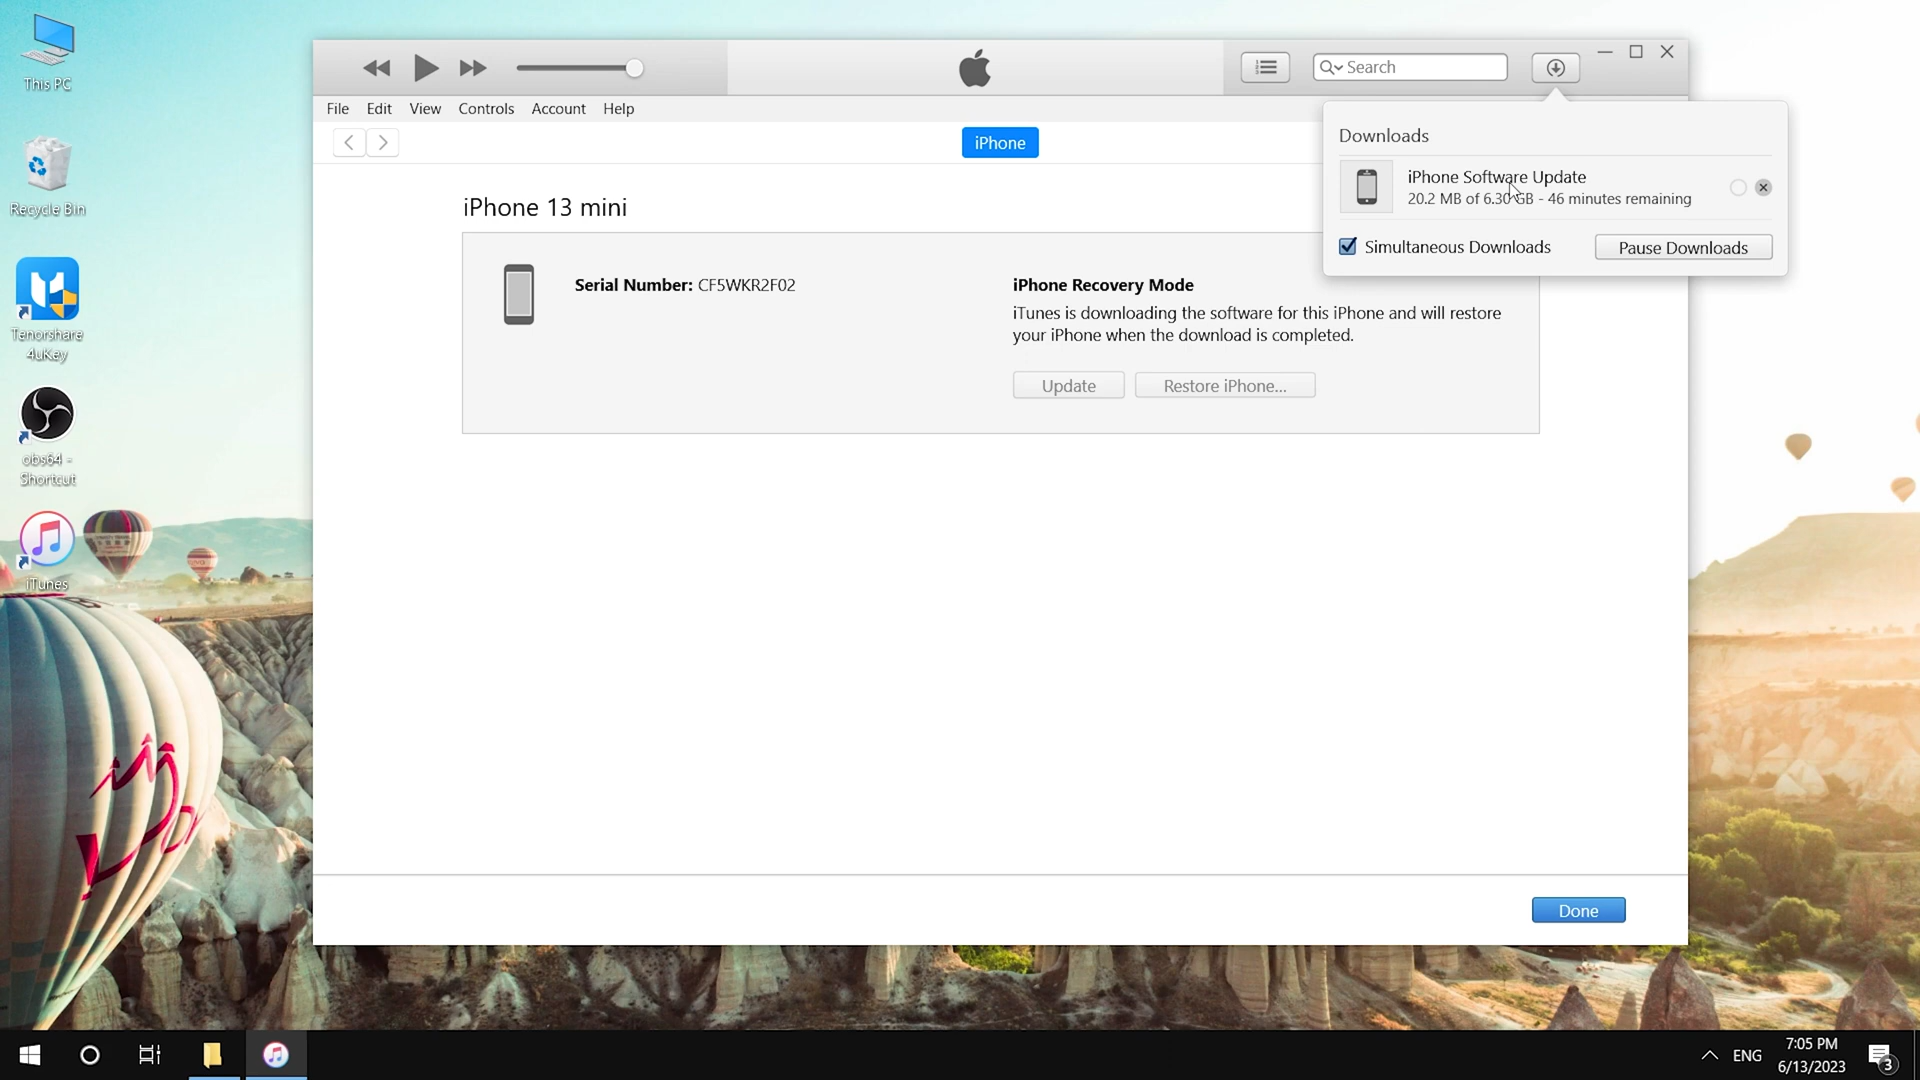 This PC
Recycle Bin
Tenorshare
4uKey
obs64 -
Shortcut
iTunes
Search
File Edit View Controls Account Help
iPhone
Downloads
iPhone Software Update
20.2 MB of 6.30 GB - 46 minutes remaining
Simultaneous Downloads
Pause Downloads
iPhone 13 mini
Serial Number: CF5WKR2F02
iPhone Recovery Mode
iTunes is downloading the software for this iPhone and will restore
your iPhone when the download is completed.
Update
Restore iPhone...
Done
ENG
7:05 PM
6/13/2023
3